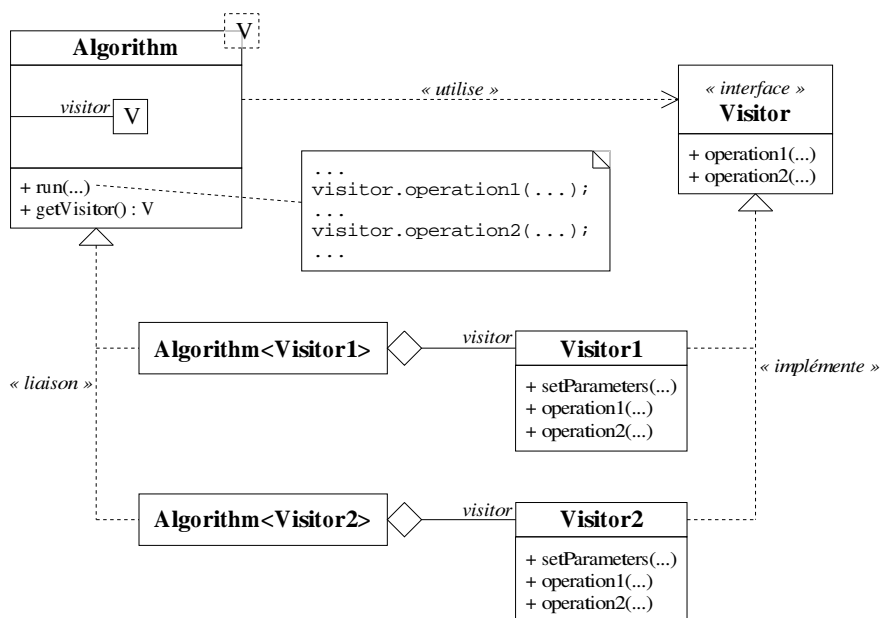 V
Algorithm
visitor
V
+ run(...)
+ getVisitor() : V
« utilise »
« interface »
Visitor
+ operation1(...)
+ operation2(...)
...
visitor.operation1(...);
...
visitor.operation2(...);
...
« liaison »
Algorithm<Visitor1>
visitor
Visitor1
+ setParameters(...)
+ operation1(...)
+ operation2(...)
« implémente »
Algorithm<Visitor2>
visitor
Visitor2
+ setParameters(...)
+ operation1(...)
+ operation2(...)